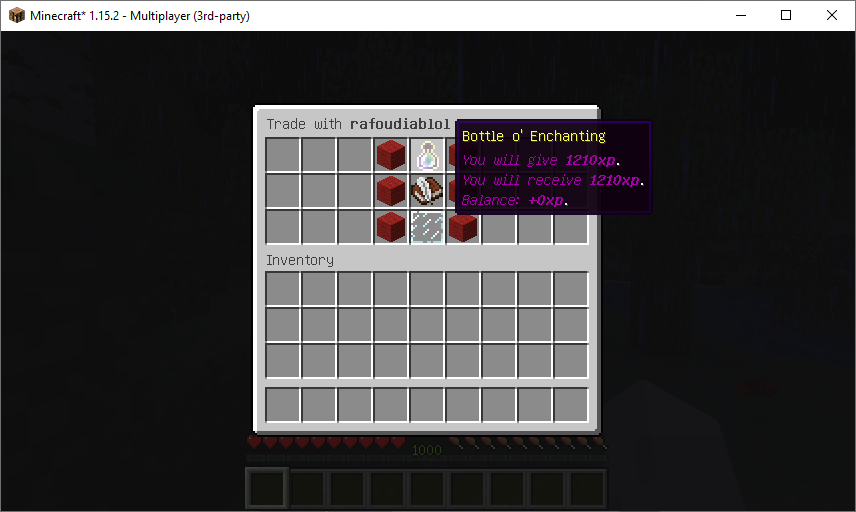 Minecraft* 1.15.2 - Multiplayer (3rd-party)
Trade with rafoudiablol
Bottle o' Enchanting
You will give 1210xp.
You will receive 1210xp.
Balance: +0xp.
Inventory
1000